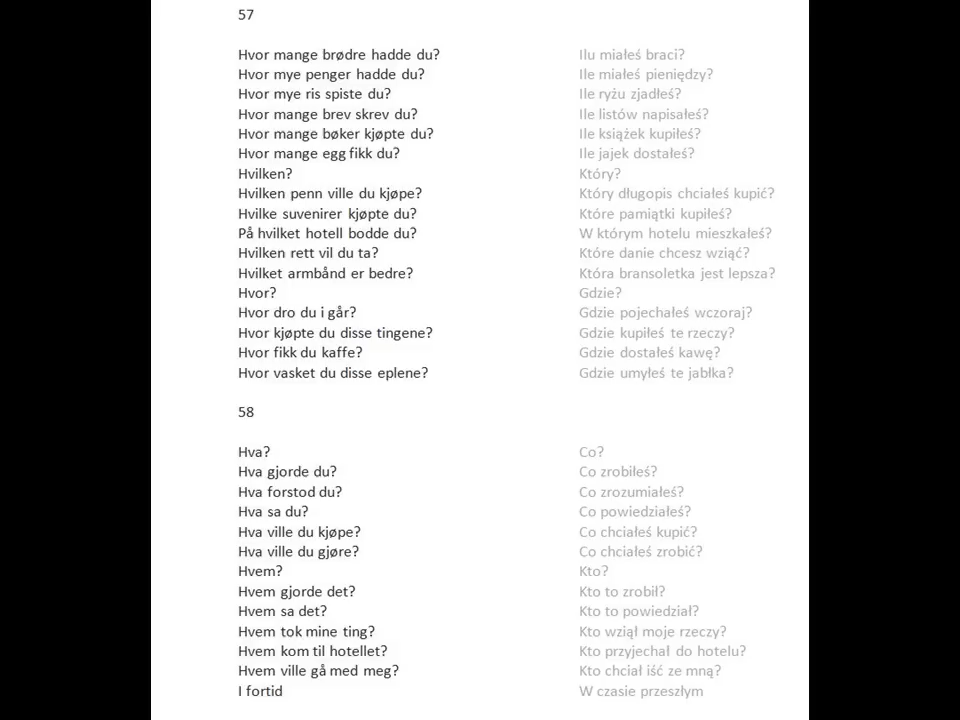 57
Hvor mange brødre hadde du? Ilu miałeś braci?
Hvor mye penger hadde du? Ile miałeś pieniędzy?
Hvor mye ris spiste du? Ile ryżu zjadłeś?
Hvor mange brev skrev du? Ile listów napisałeś?
Hvor mange bøker kjøpte du? Ile książek kupiłeś?
Hvor mange egg fikk du? Ile jajek dostałeś?
Hvilken? Który?
Hvilken penn ville du kjøpe? Który długopis chciałeś kupić?
Hvilke suvenirer kjøpte du? Które pamiątki kupiłeś?
På hvilket hotell bodde du? W którym hotelu mieszkałeś?
Hvilken rett vil du ta? Które danie chcesz wziąć?
Hvilket armbånd er bedre? Która bransoletka jest lepsza?
Hvor? Gdzie?
Hvor dro du i går? Gdzie pojechałeś wczoraj?
Hvor kjøpte du disse tingene? Gdzie kupiłeś te rzeczy?
Hvor fikk du kaffe? Gdzie dostałeś kawę?
Hvor vasket du disse eplene? Gdzie umyłeś te jabłka?
58
Hva? Co?
Hva gjorde du? Co zrobiłeś?
Hva forstod du? Co zrozumiałeś?
Hva sa du? Co powiedziałeś?
Hva ville du kjøpe? Co chciałeś kupić?
Hva ville du gjøre? Co chciałeś zrobić?
Hvem? Kto?
Hvem gjorde det? Kto to zrobił?
Hvem sa det? Kto to powiedział?
Hvem tok mine ting? Kto wziął moje rzeczy?
Hvem kom til hotellet? Kto przyjechał do hotelu?
Hvem ville gå med meg? Kto chciał iść ze mną?
I fortid W czasie przeszłym